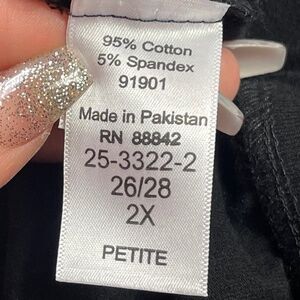 95% Cotton
5% Spandex
91901
Made in Pakistan
RN 88842
25-3322-2
26/28
2X
PETITE